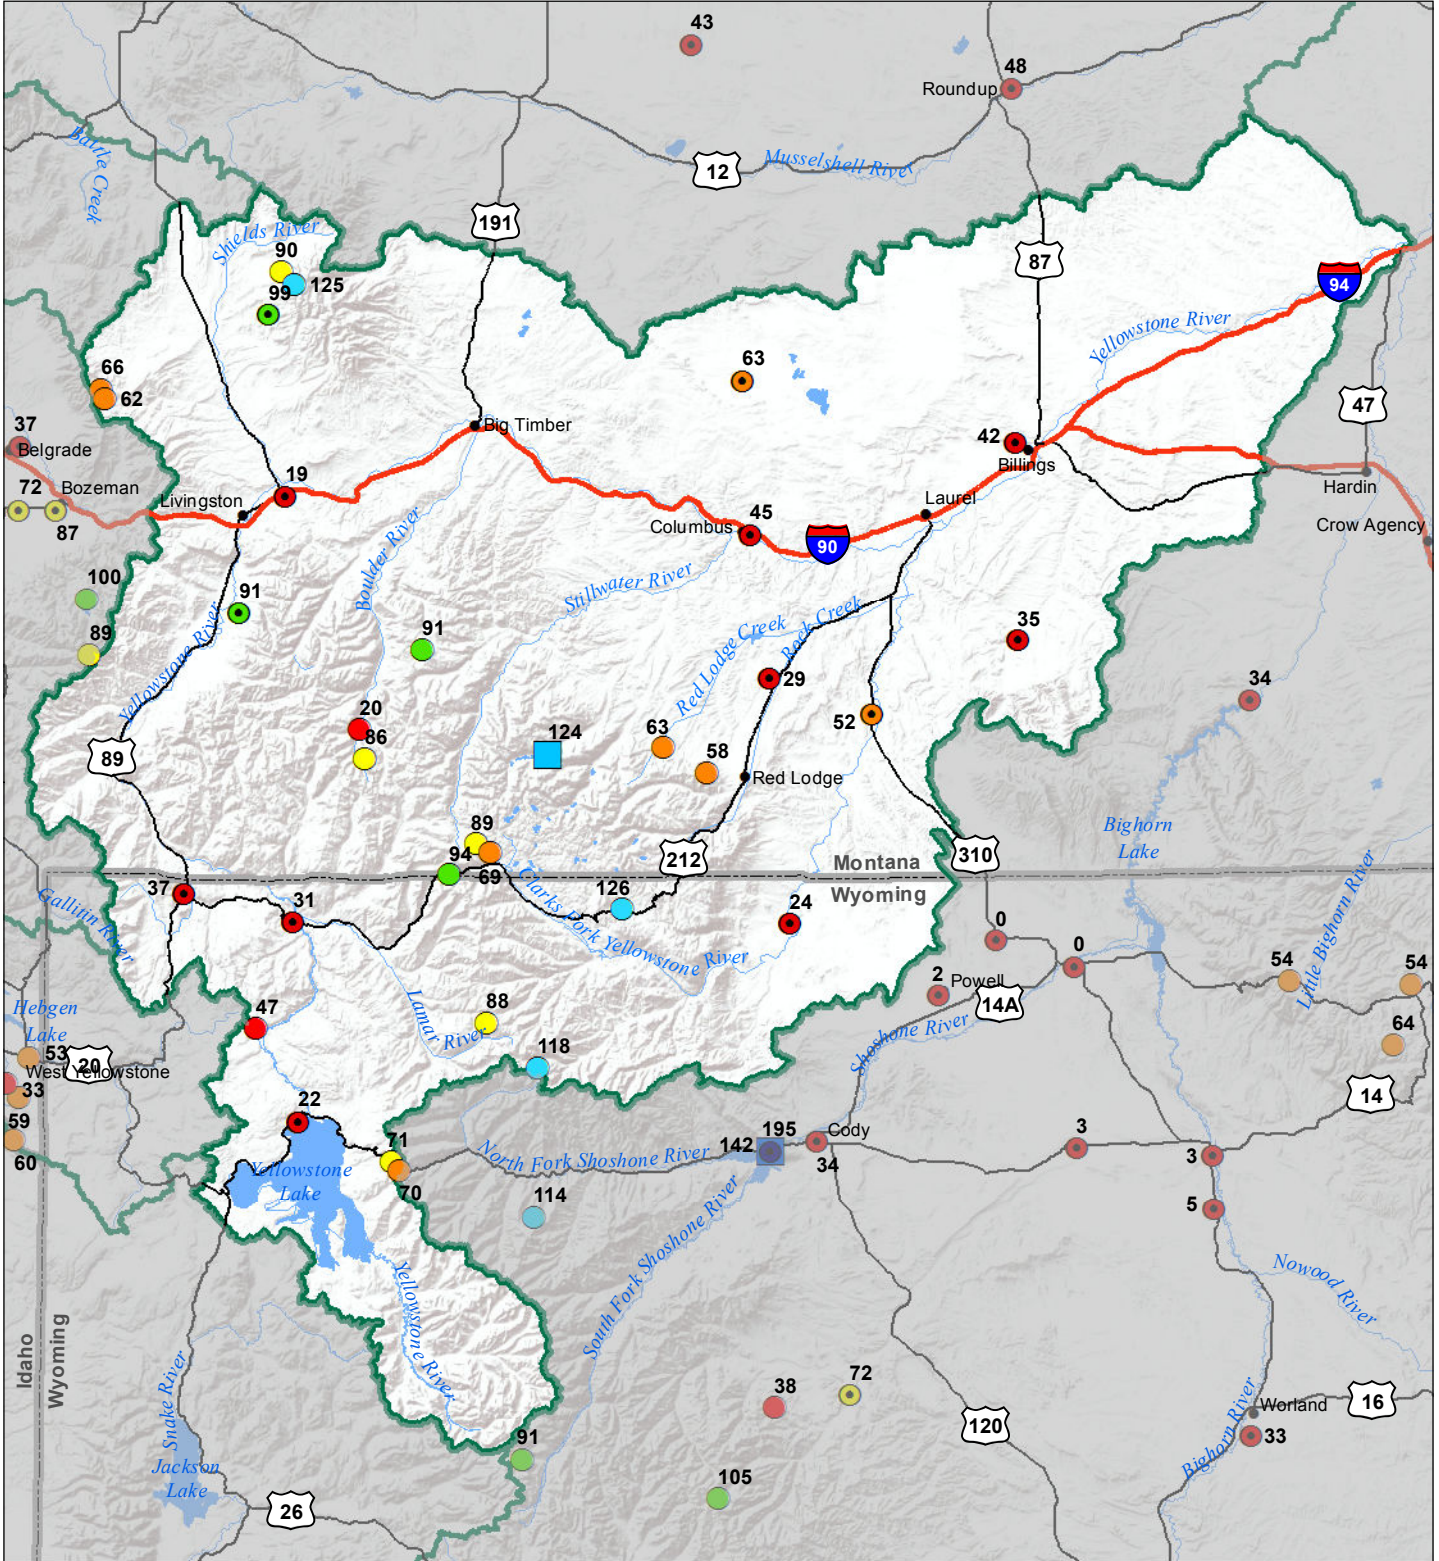 43
48
Roundup
Battle
Creek
12
Musselshell River
191
Shields River
90
125
99
87
94
Yellowstone River
66
62
63
47
37
Belgrade
Big Timber
42
Billings
72
Bozeman
87
19
Livingston
Hardin
Laurel
45
Columbus
90
Crow Agency
Boulder River
Stillwater River
100
91
89
91
Red Lodge Creek
Rock Creek
35
Yellowstone River
29
34
20
86
89
124
63
58
52
Red Lodge
89
94
69
212
310
Bighorn
Lake
Montana
Wyoming
37
31
126
24
Clarks Fork Yellowstone River
Gallitin River
Little Bighorn River
0
0
2
Powell
14A
54
54
Hebgen
Lake
47
Lamar
River
88
118
Shoshone River
64
53
20
West Yellowstone
33
14
59
60
22
71
70
Yellowstone
Lake
North Fork Shoshone River
142
195
Cody
34
3
3
5
114
South Fork Shoshone River
Yellowstone River
Nowood River
Idaho
Wyoming
Snake River
38
72
120
Worland
16
33
Bighorn River
91
105
Jackson
Lake
26